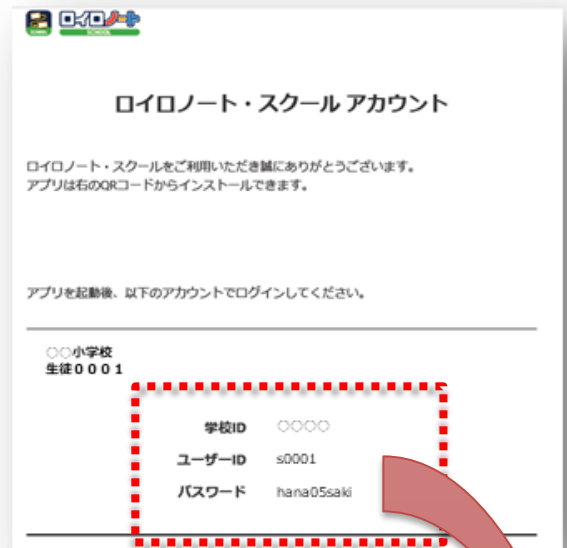 ロイロノート
SCHOOL
ロイロノート・スクール アカウント
ロイロノート・スクールをご利用いただき誠にありがとうございます。
アプリは右のQRコードからインストールできます。
アプリを起動後、以下のアカウントでログインしてください。
○○小学校
生徒０００１
学校ID ○○○○
ユーザーID s0001
パスワード hana05saki